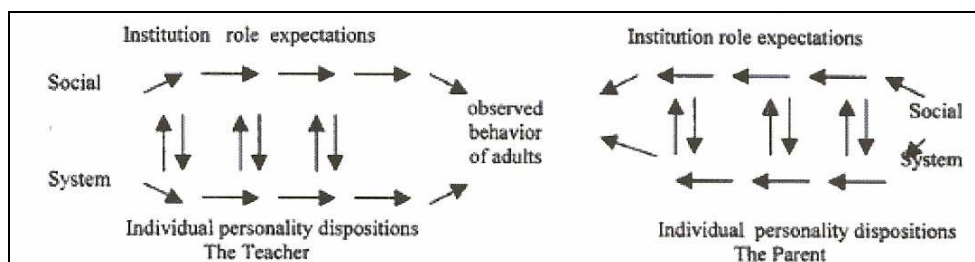 Institution role expectations
Social
System
Individual personality dispositions
The Teacher
observed
behavior
of adults
Institution role expectations
Social
System
Individual personality dispositions
The Parent